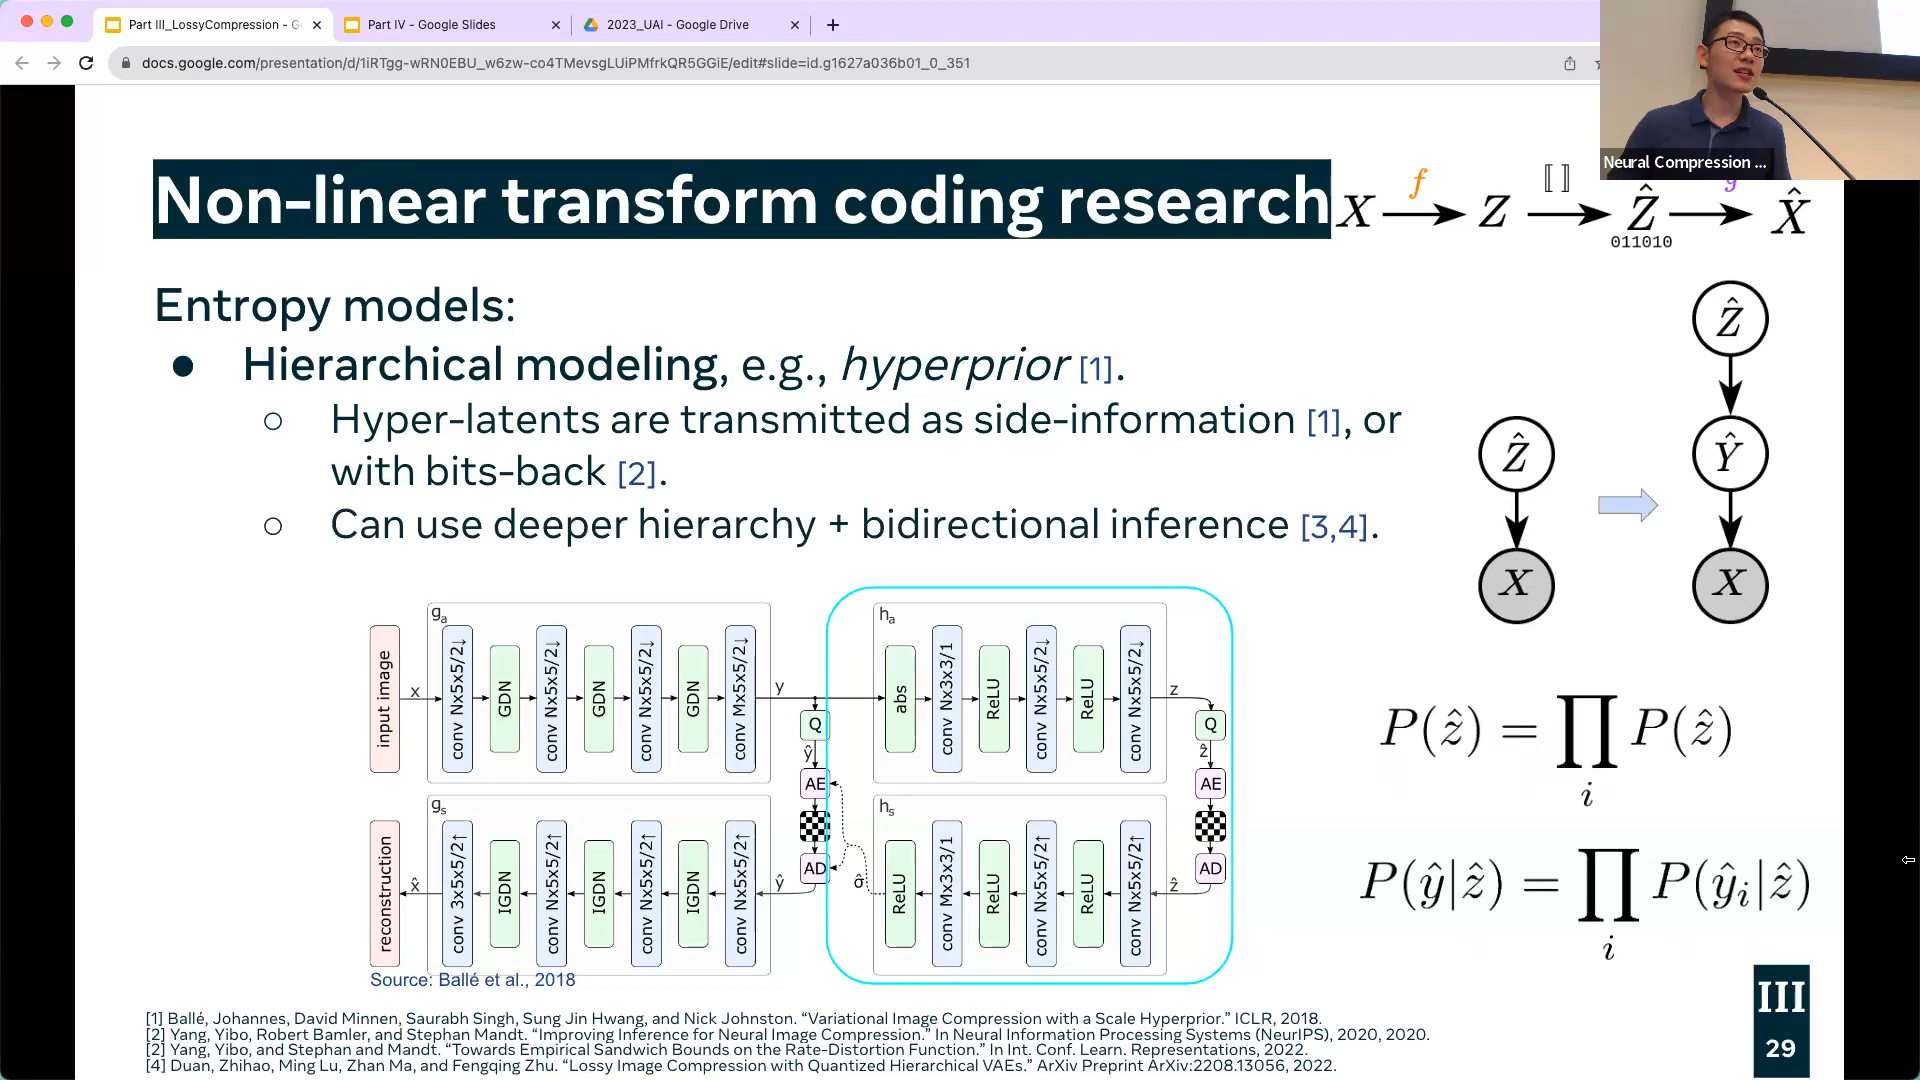 Part III_LossyCompression - G
Part IV - Google Slides
2023_UAI - Google Drive
docs.google.com/presentation/d/1iRTgg-wRN0EBU_w6zw-co4TMevsgLUiPMfrkQR5GGiE/edit#slide=id.g1627a036b01_0_351
Neural Compression ...
Non-linear transform coding research
X f Z [[ ]] Ẑ g X̂
011010
Entropy models:
● Hierarchical modeling, e.g., hyperprior [1].
○ Hyper-latents are transmitted as side-information [1], or
with bits-back [2].
○ Can use deeper hierarchy + bidirectional inference [3,4].
Ẑ
X
Ẑ
Ŷ
X
input image
x
gₐ
conv Nx5x5/2↓
GDN
conv Nx5x5/2↓
GDN
conv Nx5x5/2↓
GDN
conv Mx5x5/2↓
y
Q
ŷ
AE
AD
ŷ
hₐ
abs
conv Nx3x3/1
ReLU
conv Nx5x5/2↓
ReLU
conv Nx5x5/2↓
z
Q
ẑ
AE
AD
ẑ
reconstruction
x̂
gₛ
conv 3x5x5/2↑
IGDN
conv Nx5x5/2↑
IGDN
conv Nx5x5/2↑
IGDN
conv Nx5x5/2↑
σ̂
hₛ
ReLU
conv Mx3x3/1
ReLU
conv Nx5x5/2↑
ReLU
conv Nx5x5/2↑
P(ẑ) = ∏ᵢ P(ẑ)
P(ŷ|ẑ) = ∏ᵢ P(ŷᵢ|ẑ)
Source: Ballé et al., 2018
[1] Ballé, Johannes, David Minnen, Saurabh Singh, Sung Jin Hwang, and Nick Johnston. “Variational Image Compression with a Scale Hyperprior.” ICLR, 2018.
[2] Yang, Yibo, Robert Bamler, and Stephan Mandt. “Improving Inference for Neural Image Compression.” In Neural Information Processing Systems (NeurIPS), 2020, 2020.
[2] Yang, Yibo, and Stephan and Mandt. “Towards Empirical Sandwich Bounds on the Rate-Distortion Function.” In Int. Conf. Learn. Representations, 2022.
[4] Duan, Zhihao, Ming Lu, Zhan Ma, and Fengqing Zhu. “Lossy Image Compression with Quantized Hierarchical VAEs.” ArXiv Preprint ArXiv:2208.13056, 2022.
III
29